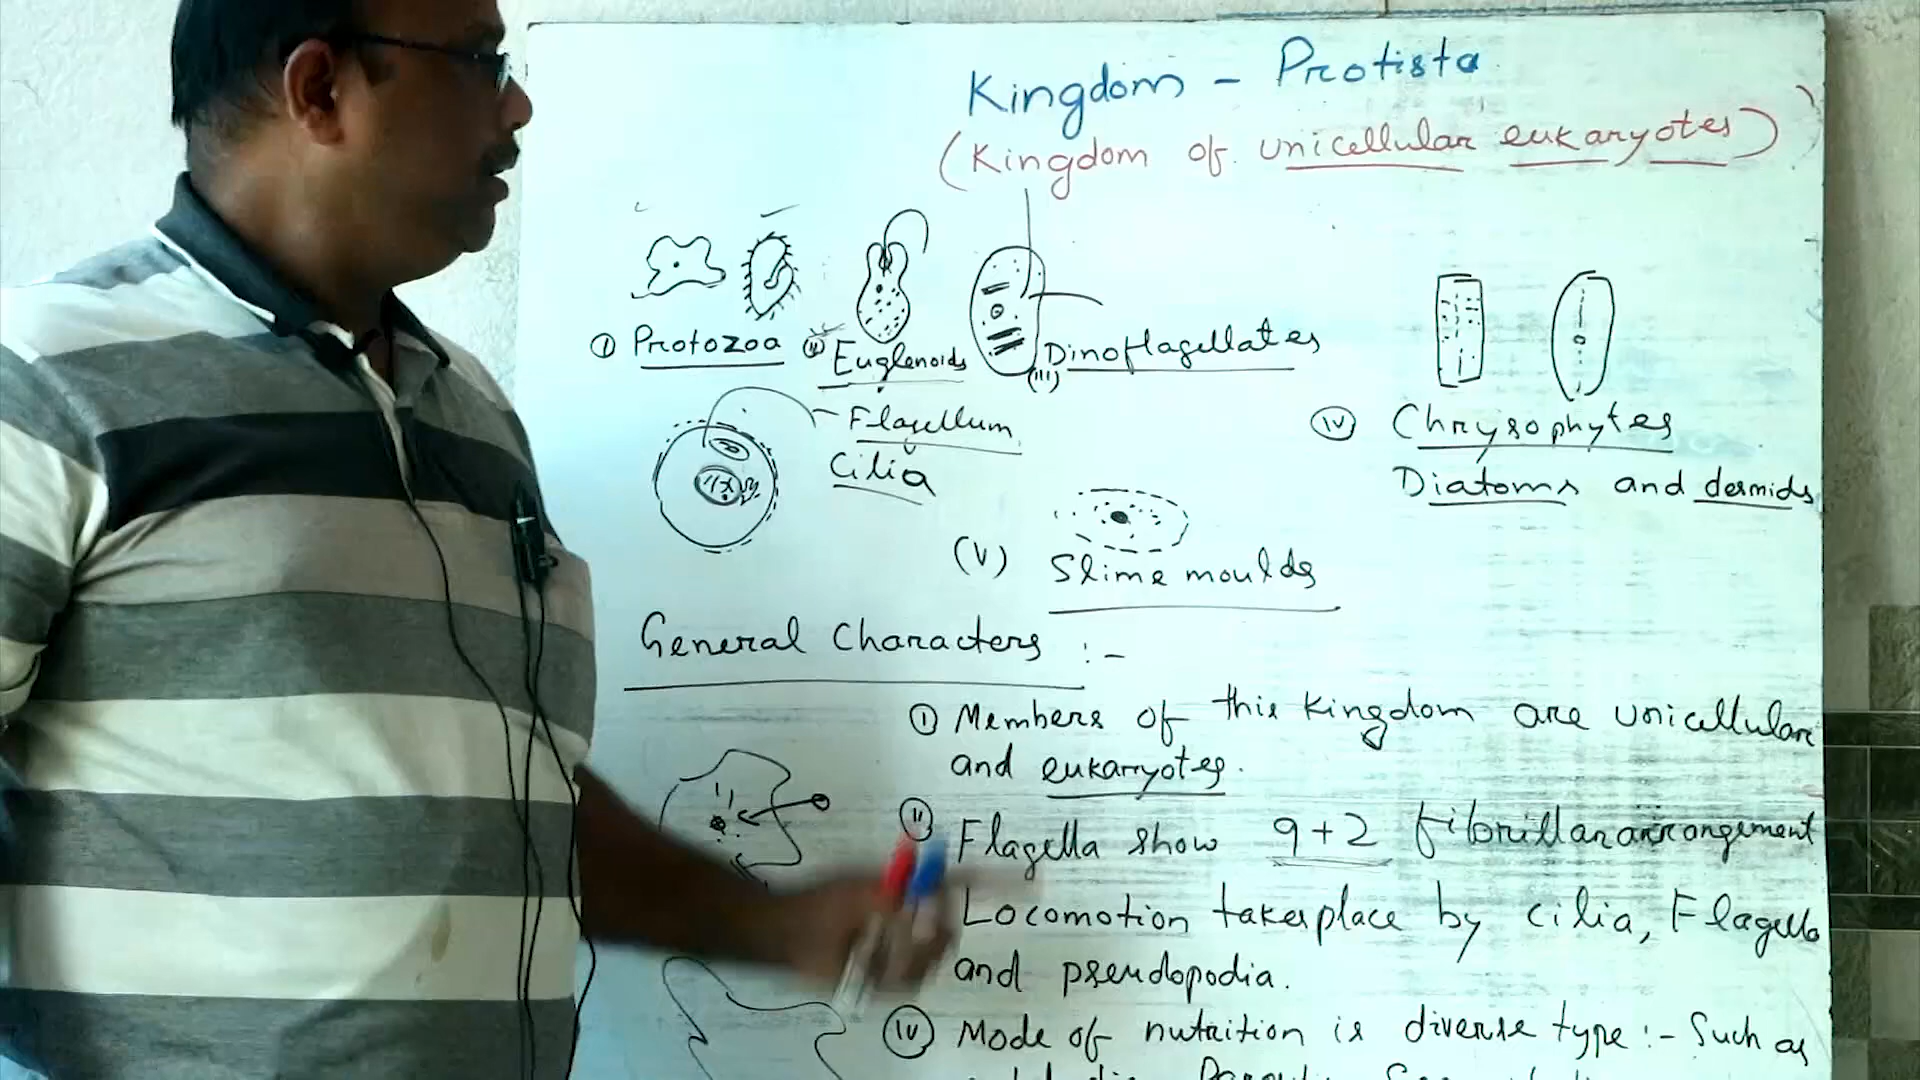 Kingdom - Protista
(Kingdom of unicellular eukaryotes)
(I) Protozoa
(II) Euglenoids
(III) Dinoflagellates
Flagellum
Cilia
(IV) Chrysophytes
Diatoms and desmids
(V) Slime moulds
General Characters :-
(I) Members of this Kingdom are unicellular
and eukaryotes.
(II) Flagella show 9+2 fibrillar arrangement
Locomotion takes place by cilia, Flagella
and pseudopodia.
(IV) Mode of nutrition is diverse type :- Such as